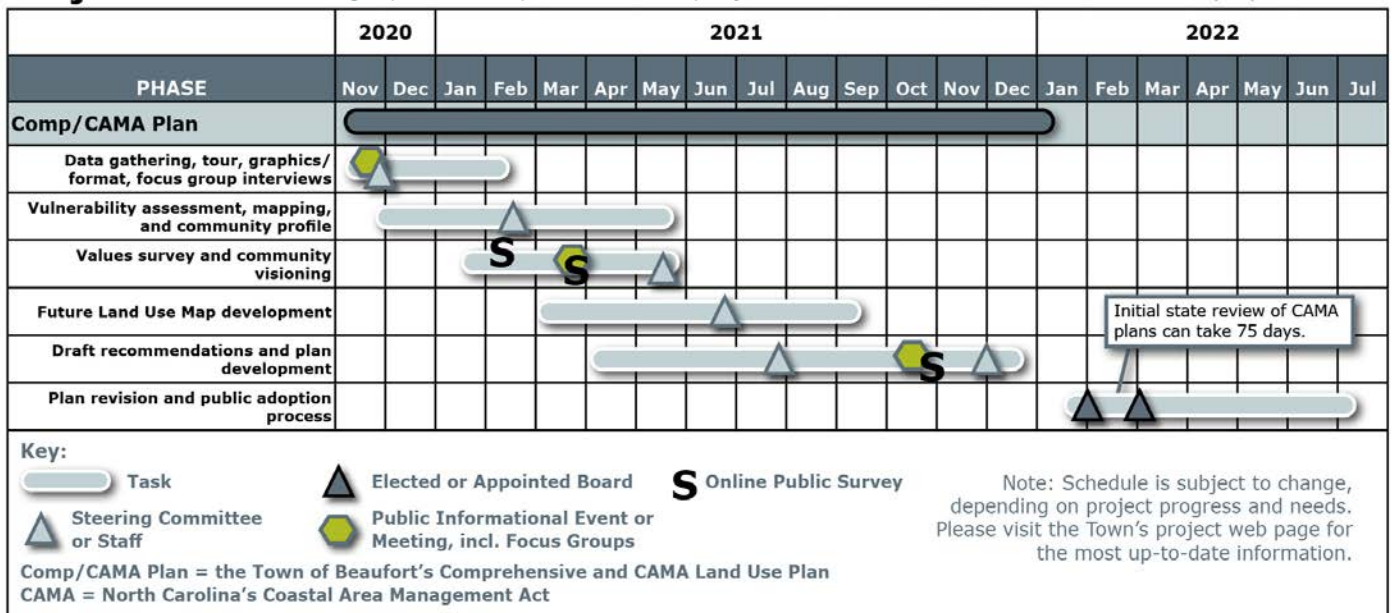 2020 2021 2022
PHASE Nov Dec Jan Feb Mar Apr May Jun Jul Aug Sep Oct Nov Dec Jan Feb Mar Apr May Jun Jul
Comp/CAMA Plan
Data gathering, tour, graphics/
format, focus group interviews
Vulnerability assessment, mapping,
and community profile
S
Values survey and community
visioning
S
Future Land Use Map development
Initial state review of CAMA
plans can take 75 days.
Draft recommendations and plan
development
S
Plan revision and public adoption
process
Key:
Task
Elected or Appointed Board
S Online Public Survey
Steering Committee
or Staff
Public Informational Event or
Meeting, incl. Focus Groups
Note: Schedule is subject to change,
depending on project progress and needs.
Please visit the Town's project web page for
the most up-to-date information.
Comp/CAMA Plan = the Town of Beaufort's Comprehensive and CAMA Land Use Plan
CAMA = North Carolina's Coastal Area Management Act